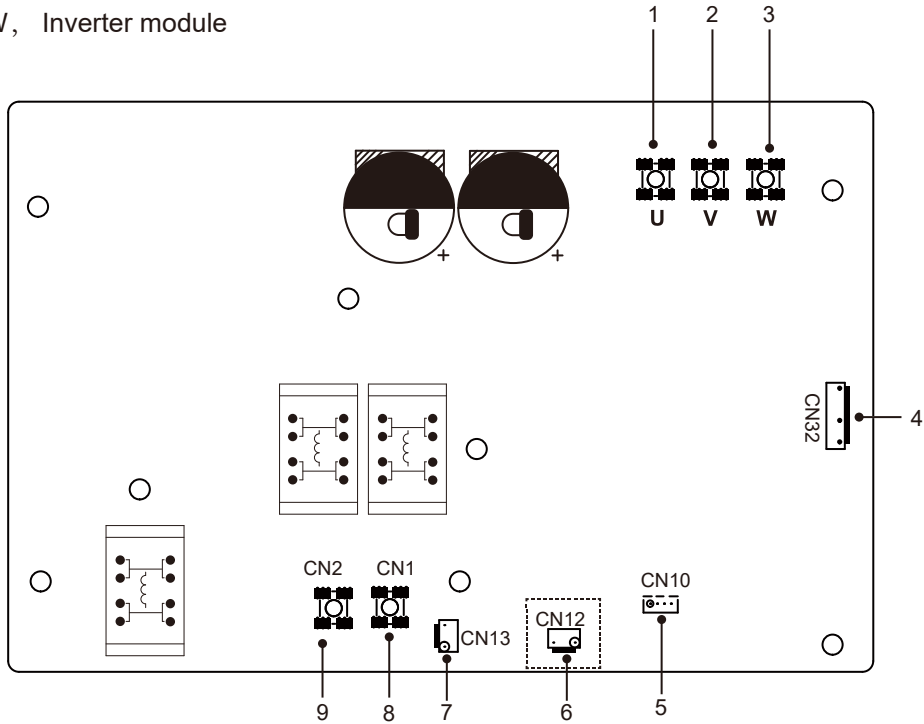 Inverter module
1 2 3
U V W
+ +
CN32
4
CN2 CN1
CN10
CN12
CN13
9 8 7 6 5